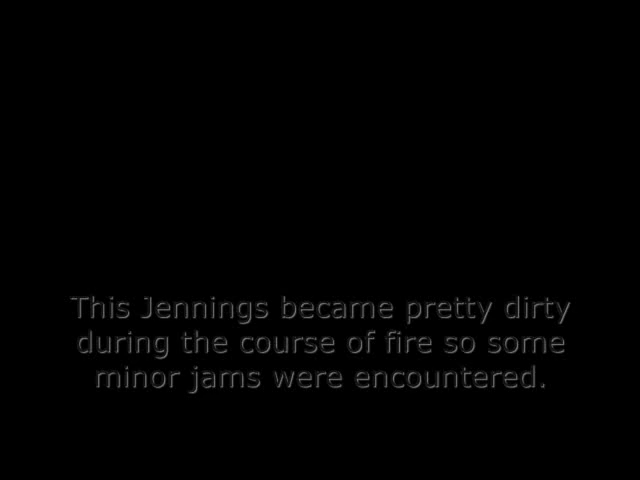 This Jennings became pretty dirty
during the course of fire so some
minor jams were encountered.